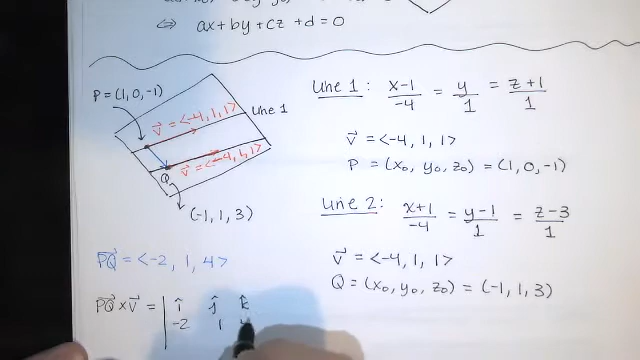 ⇔ ax+by+cz+d=0
P=(1,0,-1)
v⃗=<-4,1,1>
Line 1
v⃗=<-4,1,1>
Q
(-1,1,3)
PQ⃗ = <-2, 1, 4>
PQ⃗ × v⃗ = | î ĵ k̂
-2 1
Line 1: (x-1)/-4 = y/1 = (z+1)/1
v⃗ = <-4, 1, 1>
P = (x₀, y₀, z₀) = (1, 0, -1)
Line 2: (x+1)/-4 = (y-1)/1 = (z-3)/1
v⃗ = <-4, 1, 1>
Q = (x₀, y₀, z₀) = (-1, 1, 3)